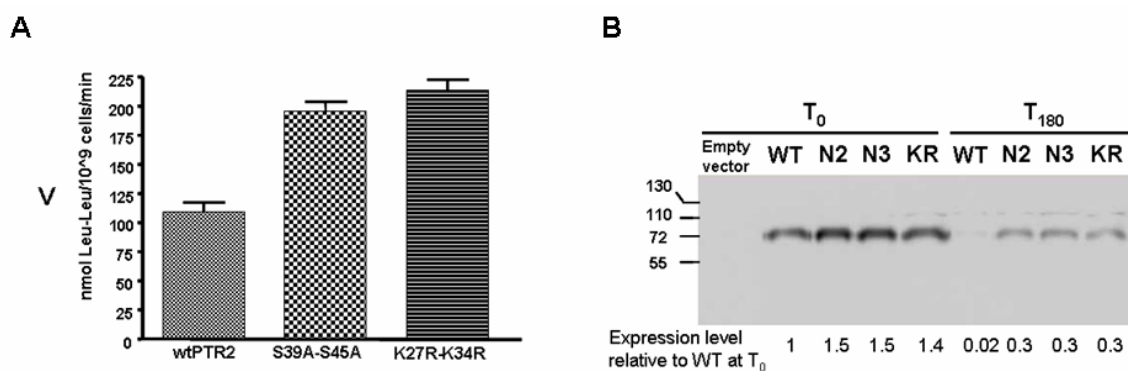 A
V
nmol Leu-Leu/10^9 cells/min
225
200
175
150
125
100
75
50
25
0
wtPTR2
S39A-S45A
K27R-K34R
B
T0
T180
Empty
vector
WT N2 N3 KR
WT N2 N3 KR
130
110
72
55
Expression level
relative to WT at T0
1 1.5 1.5 1.4 0.02 0.3 0.3 0.3